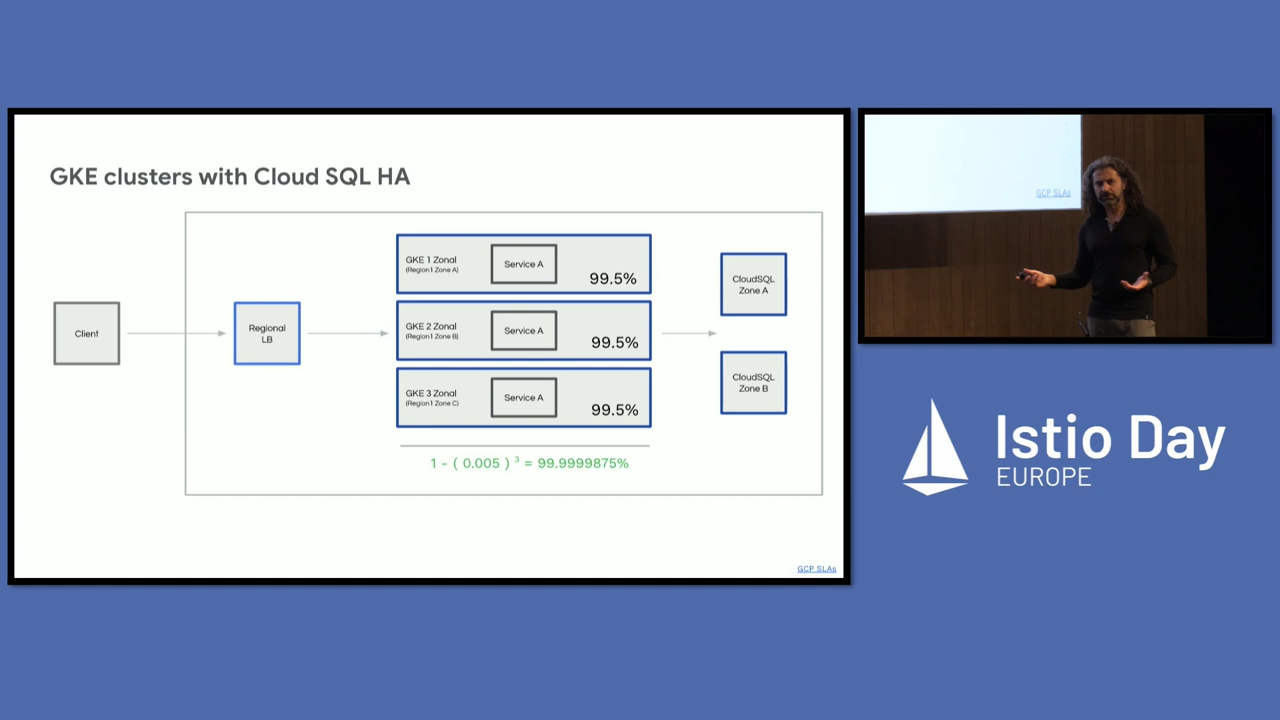 GKE clusters with Cloud SQL HA
Client
Regional
LB
GKE 1 Zonal
(Region1 Zone A)
Service A
99.5%
GKE 2 Zonal
(Region1 Zone B)
Service A
99.5%
GKE 3 Zonal
(Region1 Zone C)
Service A
99.5%
1 - ( 0.005 ) ³ = 99.9999875%
CloudSQL
Zone A
CloudSQL
Zone B
GCP SLAs
GCP SLAs
Istio Day
EUROPE